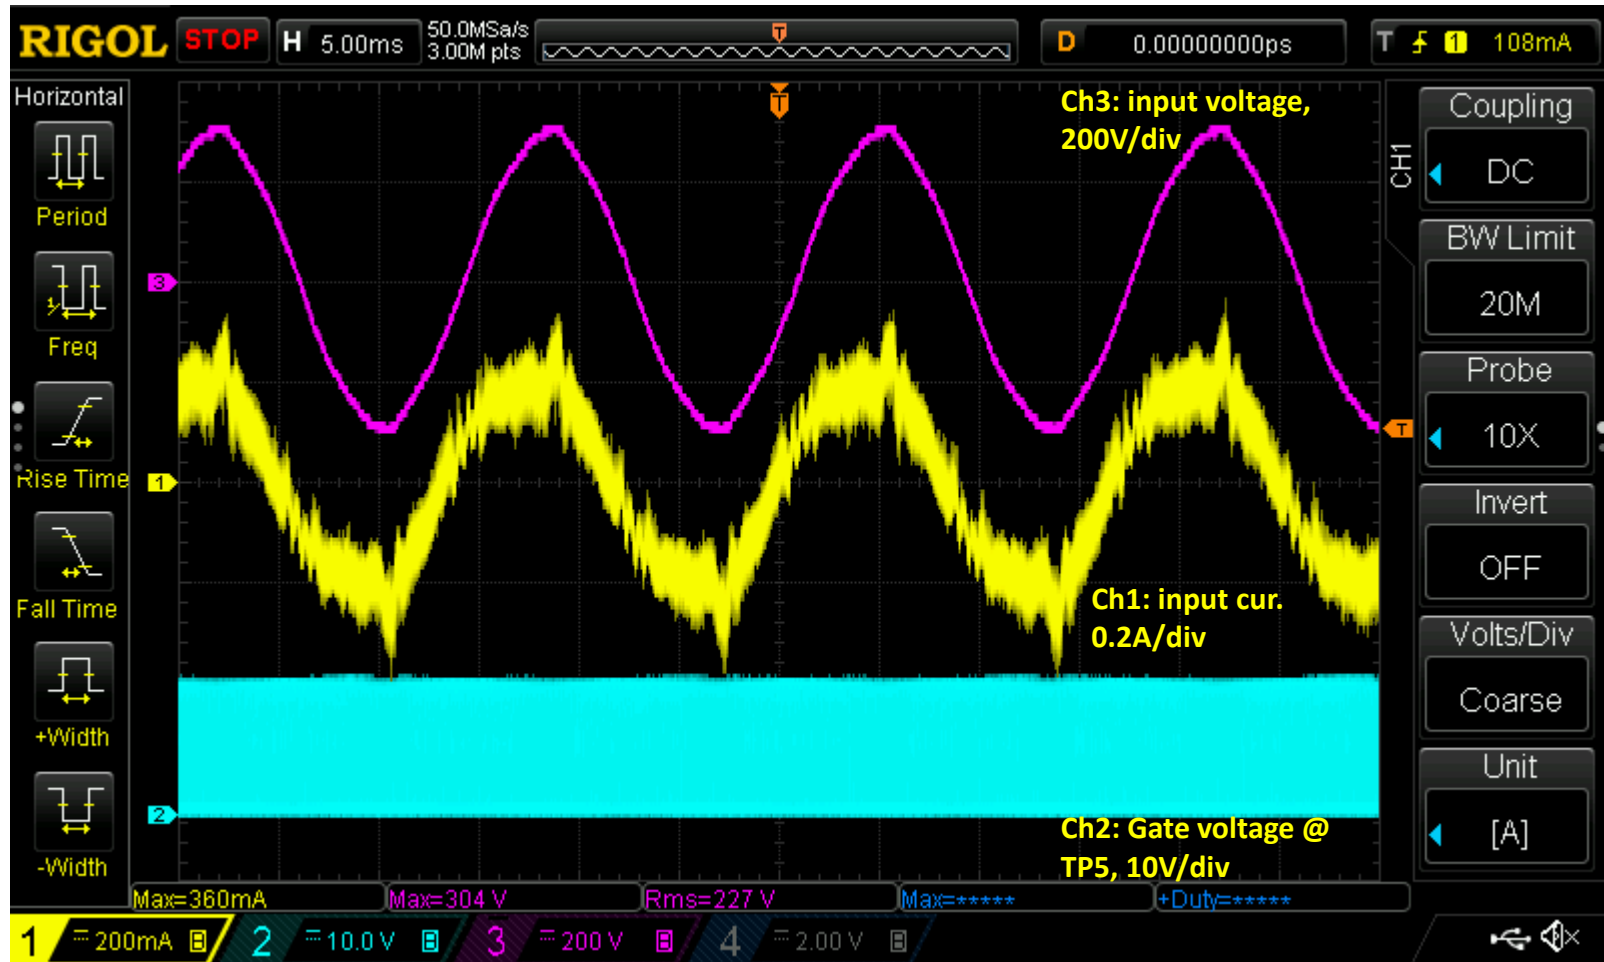 RIGOL STOP H 5.00ms 50.0MSa/s D 0.00000000ps T 1 108mA
3.00M pts
T
Horizontal
Period
Freq
Rise Time
Fall Time
+Width
-Width
T
3
1
2
T
Ch3: input voltage,
200V/div
Ch1: input cur.
0.2A/div
Ch2: Gate voltage @
TP5, 10V/div
CH1
Coupling
DC
BW Limit
20M
Probe
10X
Invert
OFF
Volts/Div
Coarse
Unit
[A]
Max=360mA Max=304 V Rms=227 V Max=***** +Duty=*****
1 200mA B 2 10.0 V B 3 200 V B 4 2.00 V B